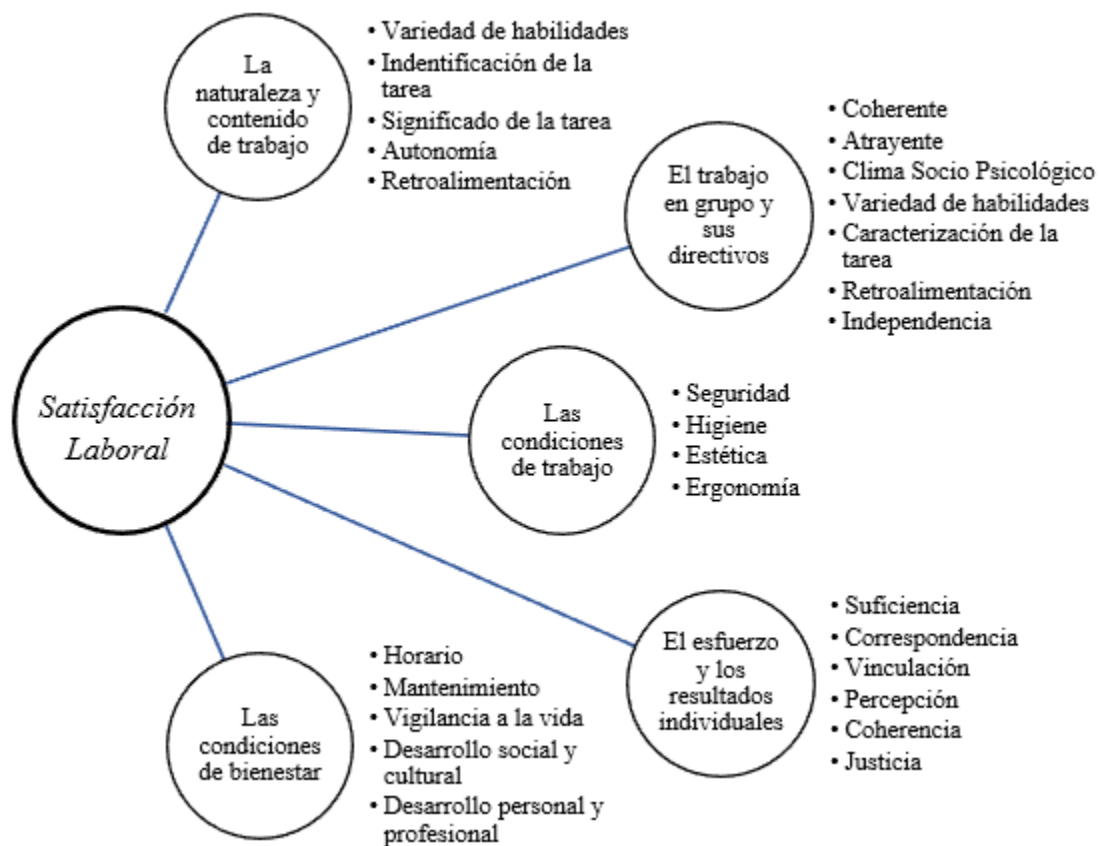 La
naturaleza y
contenido
de trabajo
• Variedad de habilidades
• Indentificación de la
tarea
• Significado de la tarea
• Autonomía
• Retroalimentación
El trabajo
en grupo y
sus
directivos
• Coherente
• Atrayente
• Clima Socio Psicológico
• Variedad de habilidades
• Caracterización de la
tarea
• Retroalimentación
• Independencia
Satisfacción
Laboral
Las
condiciones
de trabajo
• Seguridad
• Higiene
• Estética
• Ergonomía
El esfuerzo
y los
resultados
individuales
• Suficiencia
• Correspondencia
• Vinculación
• Percepción
• Coherencia
• Justicia
Las
condiciones
de bienestar
• Horario
• Mantenimiento
• Vigilancia a la vida
• Desarrollo social y
cultural
• Desarrollo personal y
profesional